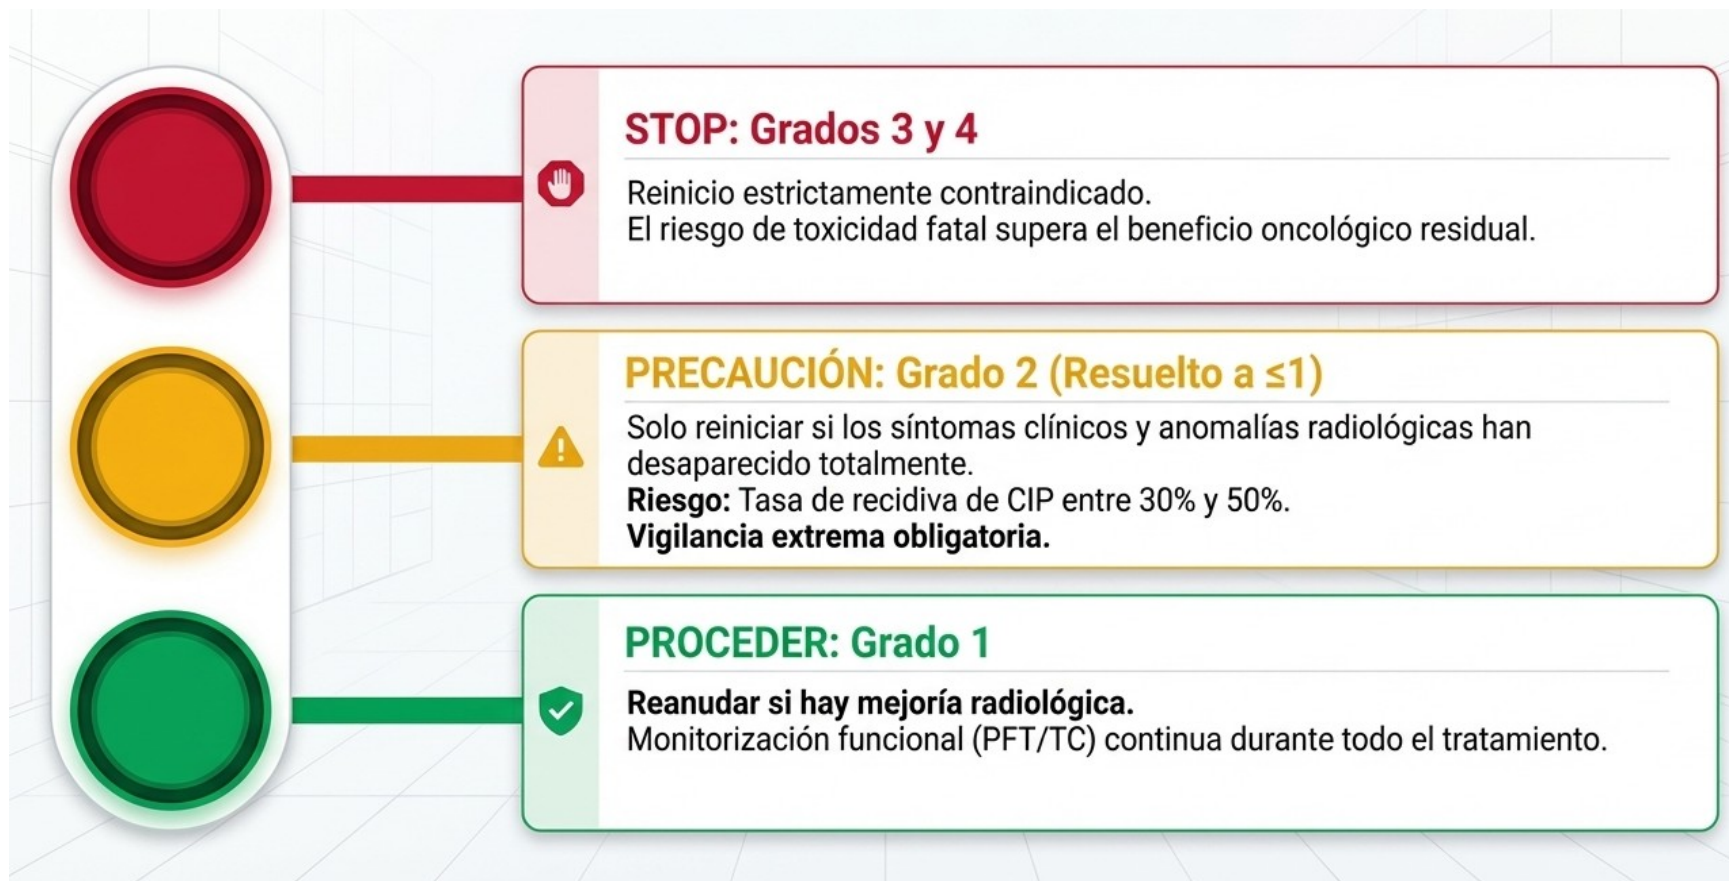 STOP: Grados 3 y 4
Reinicio estrictamente contraindicado.
El riesgo de toxicidad fatal supera el beneficio oncológico residual.
PRECAUCIÓN: Grado 2 (Resuelto a ≤1)
Solo reiniciar si los síntomas clínicos y anomalías radiológicas han
desaparecido totalmente.
Riesgo: Tasa de recidiva de CIP entre 30% y 50%.
Vigilancia extrema obligatoria.
PROCEDER: Grado 1
Reanudar si hay mejoría radiológica.
Monitorización funcional (PFT/TC) continua durante todo el tratamiento.